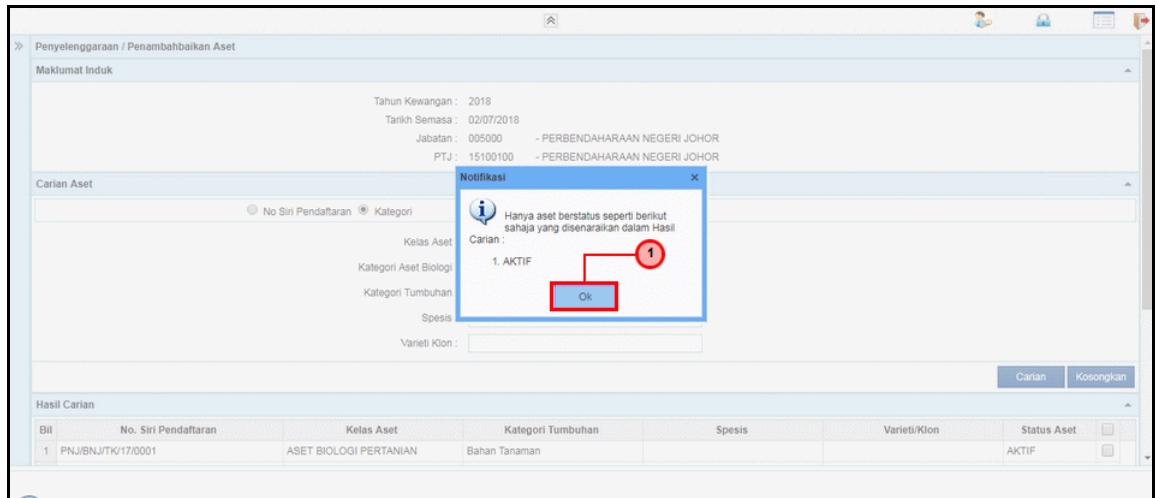 Penyelenggaraan / Penambahbaikan Aset
Maklumat Induk
Tahun Kewangan : 2018
Tarikh Semasa : 02/07/2018
Jabatan : 005000 - PERBENDAHARAAN NEGERI JOHOR
PTJ : 15100100 - PERBENDAHARAAN NEGERI JOHOR
Carian Aset
No Siri Pendaftaran Kategori
Kelas Aset
Kategori Aset Biologi
Kategori Tumbuhan
Spesis
Varieti Klon :
Notifikasi x
Hanya aset berstatus seperti berikut
sahaja yang disenaraikan dalam Hasil
Carian :
1. AKTIF
1
Ok
Carian Kosongkan
Hasil Carian
Bil No. Siri Pendaftaran Kelas Aset Kategori Tumbuhan Spesis Varieti/Klon Status Aset
1 PNJ/BNJ/TK/17/0001 ASET BIOLOGI PERTANIAN Bahan Tanaman AKTIF